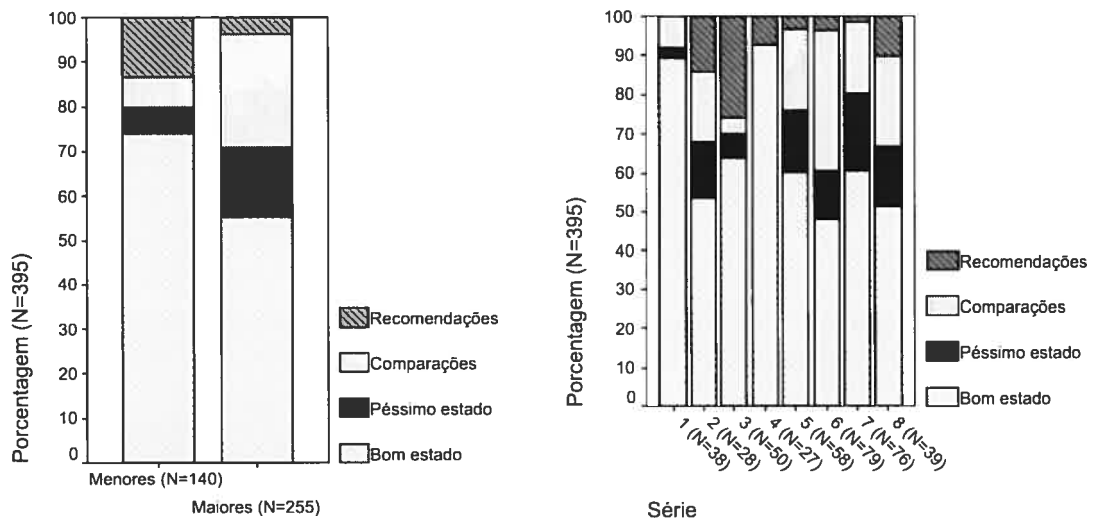 Porcentagem (N=395)
100
90
80
70
60
50
40
30
20
10
0
Menores (N=140)
Maiores (N=255)
Recomendações
Comparações
Péssimo estado
Bom estado
Porcentagem (N=395)
100
90
80
70
60
50
40
30
20
10
0
1 (N=38)
2 (N=28)
3 (N=50)
4 (N=27)
5 (N=58)
6 (N=79)
7 (N=76)
8 (N=39)
Série
Recomendações
Comparações
Péssimo estado
Bom estado